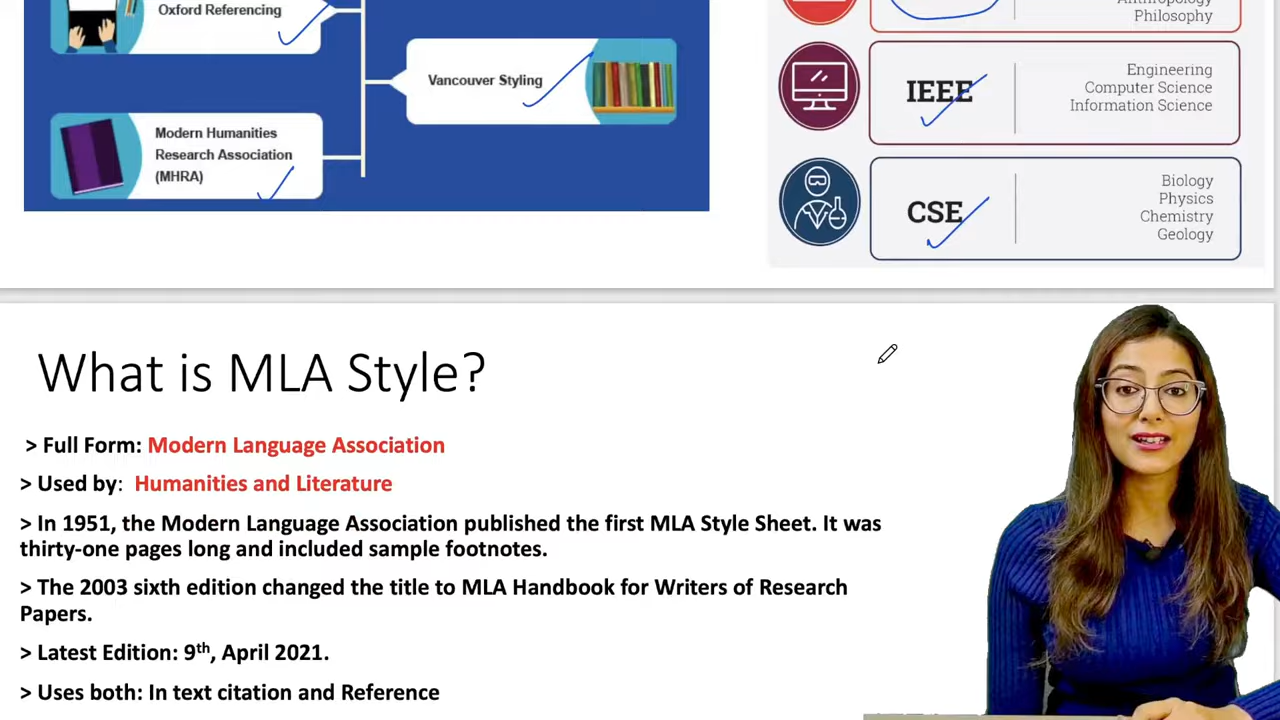 Oxford Referencing
Vancouver Styling
Modern Humanities
Research Association
(MHRA)
Philosophy
IEEE
Engineering
Computer Science
Information Science
CSE
Biology
Physics
Chemistry
Geology
What is MLA Style?
> Full Form: Modern Language Association
> Used by: Humanities and Literature
> In 1951, the Modern Language Association published the first MLA Style Sheet. It was
thirty-one pages long and included sample footnotes.
> The 2003 sixth edition changed the title to MLA Handbook for Writers of Research
Papers.
> Latest Edition: 9th, April 2021.
> Uses both: In text citation and Reference